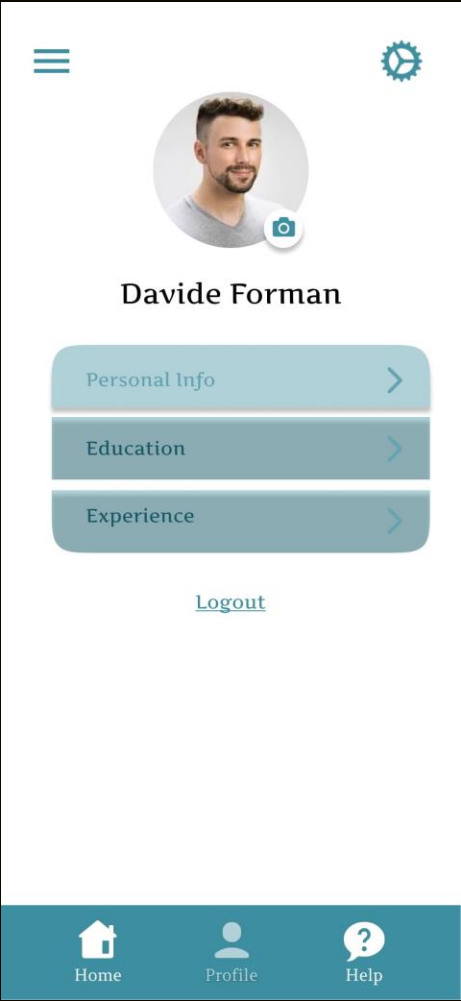 Davide Forman
Personal Info
Education
Experience
Logout
Home
Profile
Help